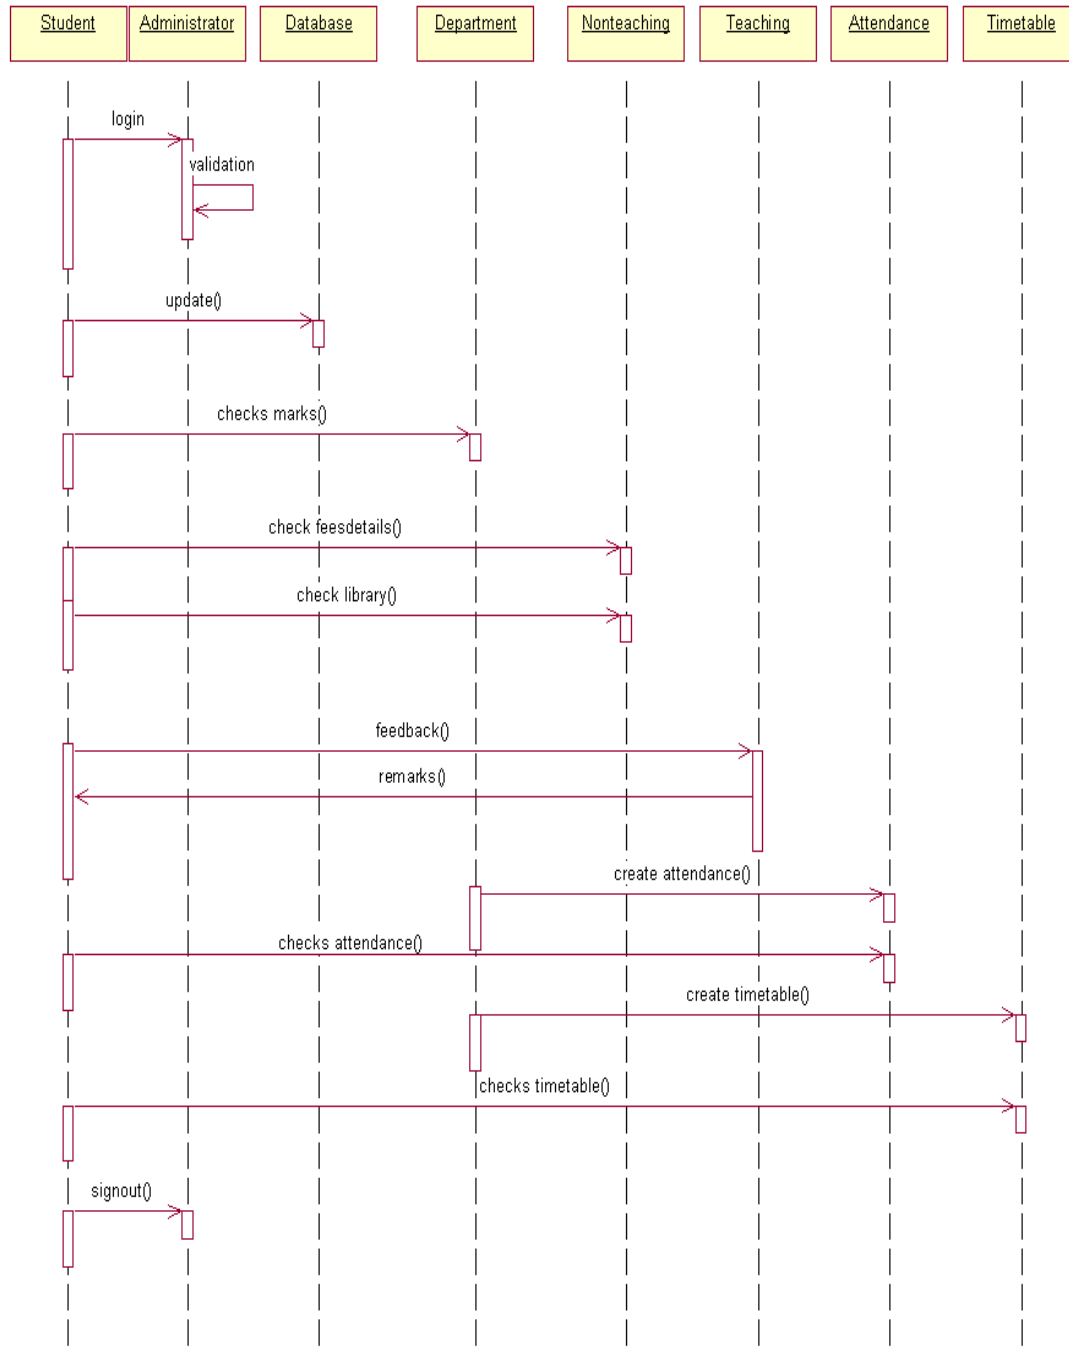 Student Administrator Database Department Nonteaching Teaching Attendance Timetable
login
validation
update()
checks marks()
check feesdetails()
check library()
feedback()
remarks()
create attendance()
checks attendance()
create timetable()
checks timetable()
signout()